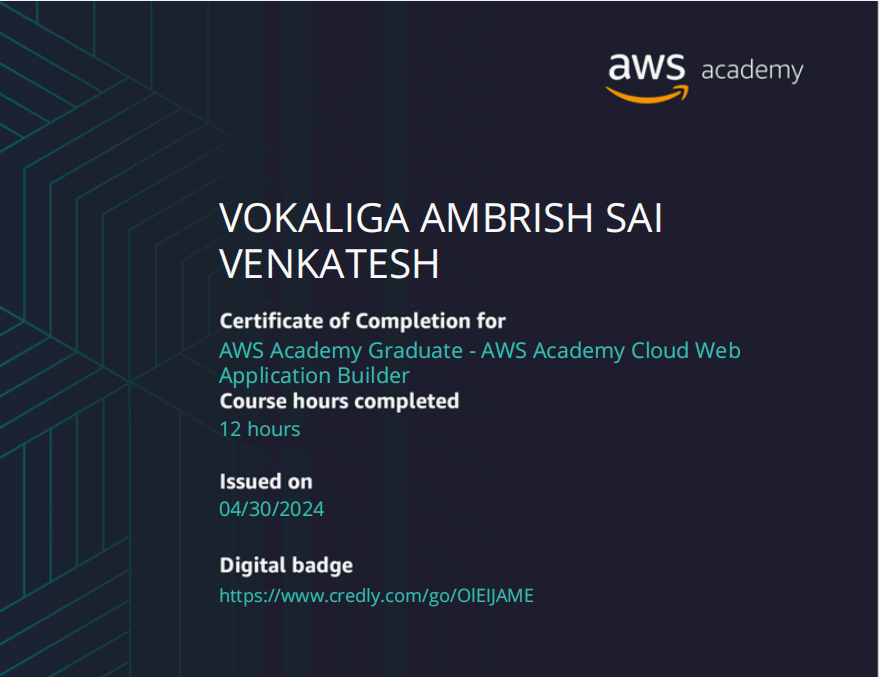 aws academy
VOKALIGA AMBRISH SAI
VENKATESH
Certificate of Completion for
AWS Academy Graduate - AWS Academy Cloud Web
Application Builder
Course hours completed
12 hours
Issued on
04/30/2024
Digital badge
https://www.credly.com/go/OlEIJAME